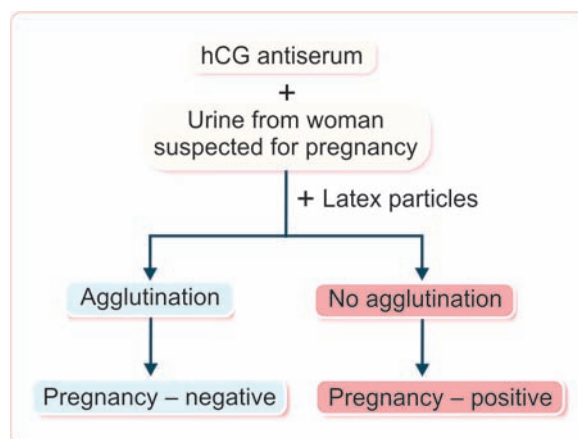 hCG antiserum
+
Urine from woman
suspected for pregnancy
+ Latex particles
Agglutination
No agglutination
Pregnancy – negative
Pregnancy – positive